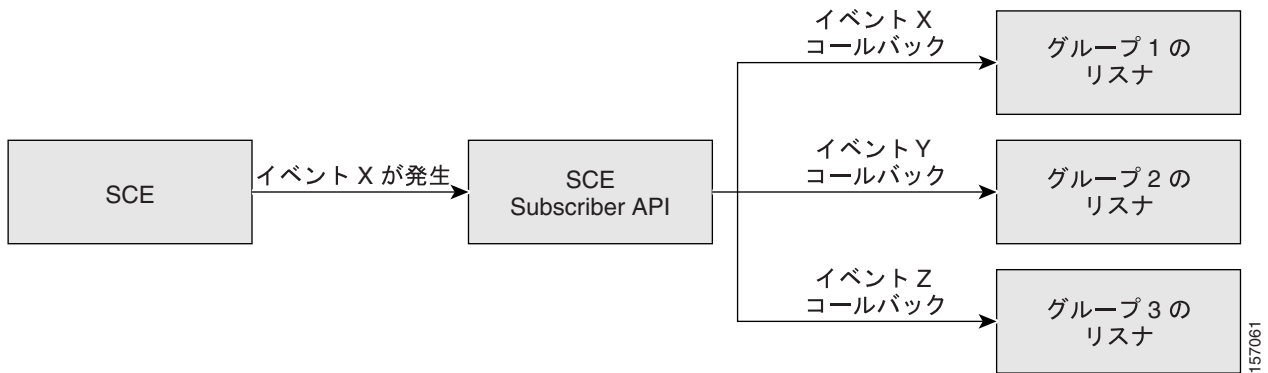 SCE
イベント X が発生
SCE
Subscriber API
イベント X
コールバック
グループ 1 の
リスナ
イベント Y
コールバック
グループ 2 の
リスナ
イベント Z
コールバック
グループ 3 の
リスナ
157061